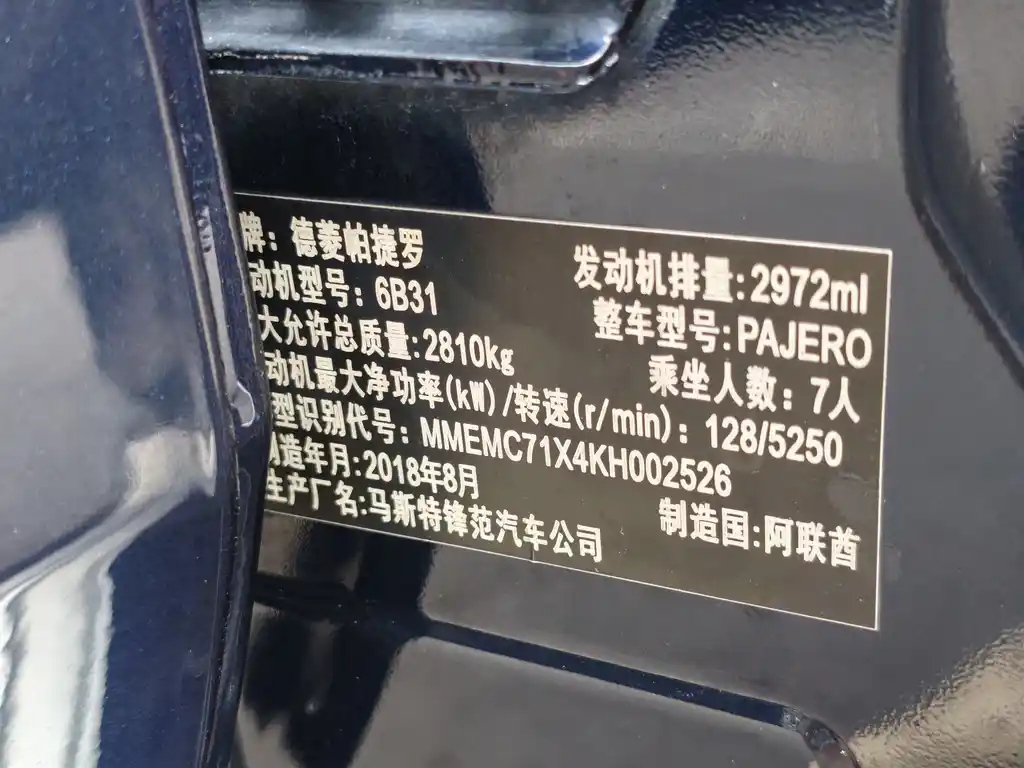 牌: 德菱帕捷罗
发动机排量: 2972ml
动机型号: 6B31
整车型号: PAJERO
大允许总质量: 2810kg
乘坐人数: 7人
动机最大净功率(kW)/转速(r/min): 128/5250
型识别代号: MMEMC71X4KH002526
制造年月: 2018年8月
制造国: 阿联酋
生产厂名: 马斯特锋范汽车公司